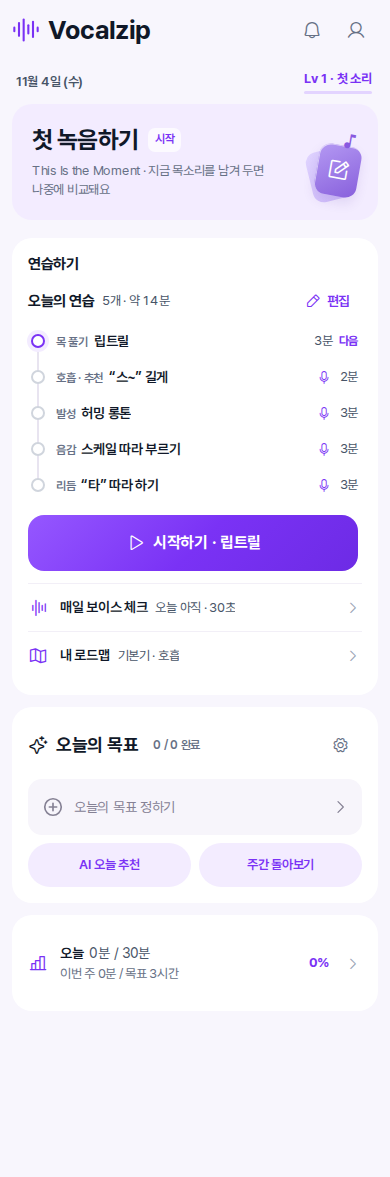 Vocalzip
11월 4일 (수)
Lv 1 · 첫 소리
첫 녹음하기 시작
This Is the Moment · 지금 목소리를 남겨 두면
나중에 비교돼요
연습하기
오늘의 연습 5개 · 약 14분
편집
목 풀기 립트릴 3분 다음
호흡 · 추천 “스~” 길게 2분
발성 허밍 롱톤 3분
음감 스케일 따라 부르기 3분
리듬 “타” 따라 하기 3분
시작하기 · 립트릴
매일 보이스 체크 오늘 아직 · 30초
내 로드맵 기본기 · 호흡
오늘의 목표 0 / 0 완료
오늘의 목표 정하기
AI 오늘 추천
주간 돌아보기
오늘 0분 / 30분
이번 주 0분 / 목표 3시간
0%